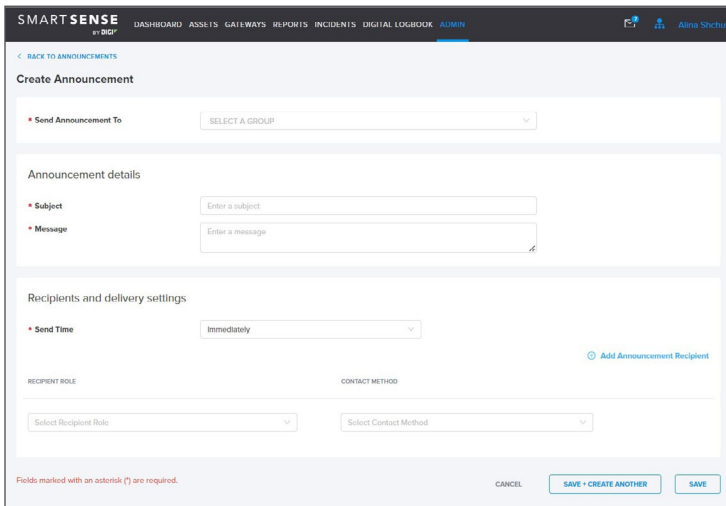 SMARTSENSE
BY DIGI
DASHBOARD ASSETS GATEWAYS REPORTS INCIDENTS DIGITAL LOGBOOK ADMIN
7
Alina Shchu
< BACK TO ANNOUNCEMENTS
Create Announcement
* Send Announcement To
SELECT A GROUP
Announcement details
* Subject
Enter a subject
* Message
Enter a message
Recipients and delivery settings
* Send Time
Immediately
Add Announcement Recipient
RECIPIENT ROLE
CONTACT METHOD
Select Recipient Role
Select Contact Method
Fields marked with an asterisk (*) are required.
CANCEL
SAVE + CREATE ANOTHER
SAVE